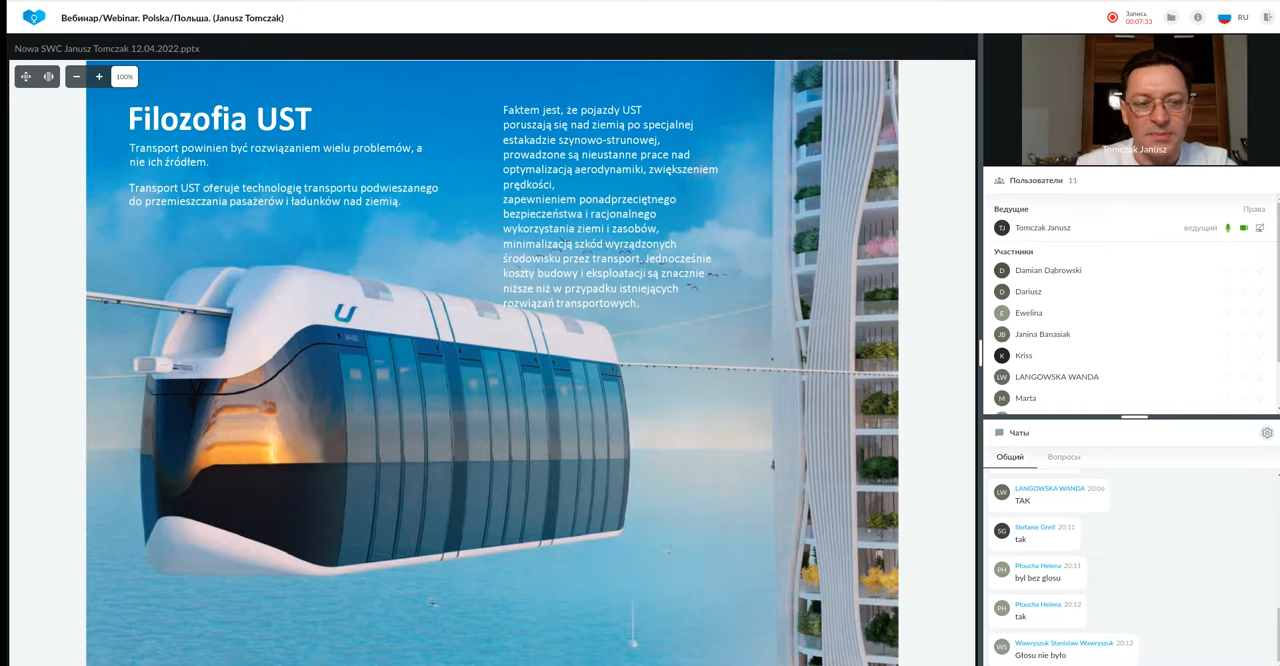 Вебинар/Webinar. Polska/Польша. (Janusz Tomczak)
Запись
00:07:33
RU
Nowa SWC Janusz Tomczak 12.04.2022.pptx
100%
Filozofia UST
Transport powinien być rozwiązaniem wielu problemów, a
nie ich źródłem.
Transport UST oferuje technologię transportu podwieszanego
do przemieszczania pasażerów i ładunków nad ziemią.
Faktem jest, że pojazdy UST
poruszają się nad ziemią po specjalnej
estakadzie szynowo-strunowej,
prowadzone są nieustanne prace nad
optymalizacją aerodynamiki, zwiększeniem
prędkości,
zapewnieniem ponadprzeciętnego
bezpieczeństwa i racjonalnego
wykorzystania ziemi i zasobów,
minimalizacją szkód wyrządzonych
środowisku przez transport. Jednocześnie
koszty budowy i eksploatacji są znacznie
niższe niż w przypadku istniejących
rozwiązań transportowych.
Tomczak Janusz
Пользователи 11
Ведущие Права
TJ Tomczak Janusz ведущий
Участники
D Damian Dąbrowski
D Dariusz
E Ewelina
JB Janina Banasiak
K Kriss
LW LANGOWSKA WANDA
M Marta
Чаты
Общий Вопросы
LW LANGOWSKA WANDA 20:06
TAK
SG Stefanie Greif 20:11
tak
PH Płoucha Helena 20:11
byl bez glosu
PH Płoucha Helena 20:12
tak
WS Wawryszuk Stanislaw Wawryszuk 20:12
Głosu nie było